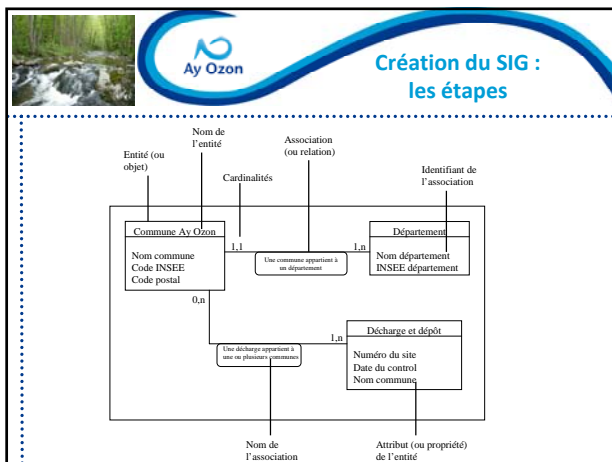 Ay Ozon
Création du SIG :
les étapes
Nom de
l'entité
Association
(ou relation)
Entité (ou
objet)
Cardinalités
Identifiant de
l'association
Commune Ay Ozon
Nom commune
Code INSEE
Code postal
1,1
Une commune appartient à
un département
1,n
Département
Nom département
INSEE département
0,n
Une décharge appartient à
une ou plusieurs communes
1,n
Décharge et dépôt
Numéro du site
Date du control
Nom commune
Nom de
l'association
Attribut (ou propriété)
de l'entité